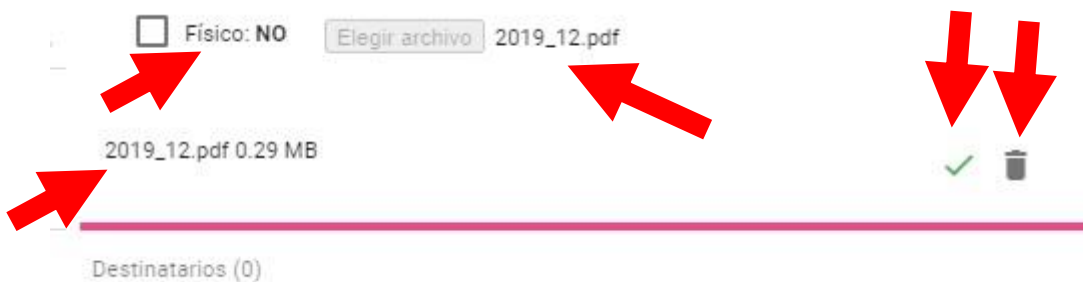 Físico: NO Elegir archivo 2019_12.pdf
2019_12.pdf 0.29 MB
Destinatarios (0)